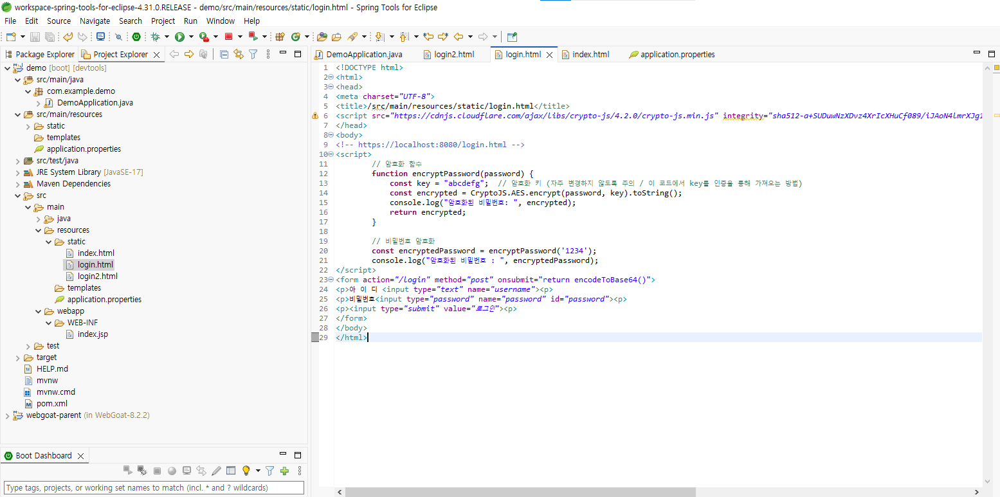 workspace-spring-tools-for-eclipse-4.31.0.RELEASE - demo/src/main/resources/static/login.html - Spring Tools for Eclipse
File Edit Source Navigate Search Project Run Window Help
Package Explorer Project Explorer
demo [boot] [devtools]
src/main/java
com.example.demo
DemoApplication.java
src/main/resources
static
templates
application.properties
src/test/java
JRE System Library [JavaSE-17]
Maven Dependencies
src
main
java
resources
static
index.html
login.html
login2.html
templates
application.properties
webapp
WEB-INF
index.jsp
test
target
HELP.md
mvnw
mvnw.cmd
pom.xml
webgoat-parent (in WebGoat-8.2.2)
Boot Dashboard
Type tags, projects, or working set names to match (incl. * and ? wildcards)
DemoApplication.java login2.html login.html index.html application.properties
1 <!DOCTYPE html>
2 <html>
3 <head>
4 <meta charset="UTF-8">
5 <title>/src/main/resources/static/login.html</title>
6 <script src="https://cdnjs.cloudflare.com/ajax/libs/crypto-js/4.2.0/crypto-js.min.js" integrity="sha512-a+SUDuwNzXDvz4XrIcXHuCf089/iJAoN4lmrXJg1
7 </head>
8 <body>
9 <!-- https://localhost:8080/login.html -->
10 <script>
11 // 암호화 함수
12 function encryptPassword(password) {
13 const key = "abcdefg"; // 암호화 키 (자주 변경하지 않도록 주의 / 이 코드에서 key를 인증을 통해 가져오는 방법)
14 const encrypted = CryptoJS.AES.encrypt(password, key).toString();
15 console.log("암호화된 비밀번호: ", encrypted);
16 return encrypted;
17 }
18
19 // 비밀번호 암호화
20 const encryptedPassword = encryptPassword('1234');
21 console.log("암호화된 비밀번호 : ", encryptedPassword);
22 </script>
23 <form action="/login" method="post" onsubmit="return encodeToBase64()">
24 <p>아 이 디 <input type="text" name="username"><p>
25 <p>비밀번호<input type="password" name="password" id="password"><p>
26 <p><input type="submit" value="로그인"><p>
27 </form>
28 </body>
29 </html>